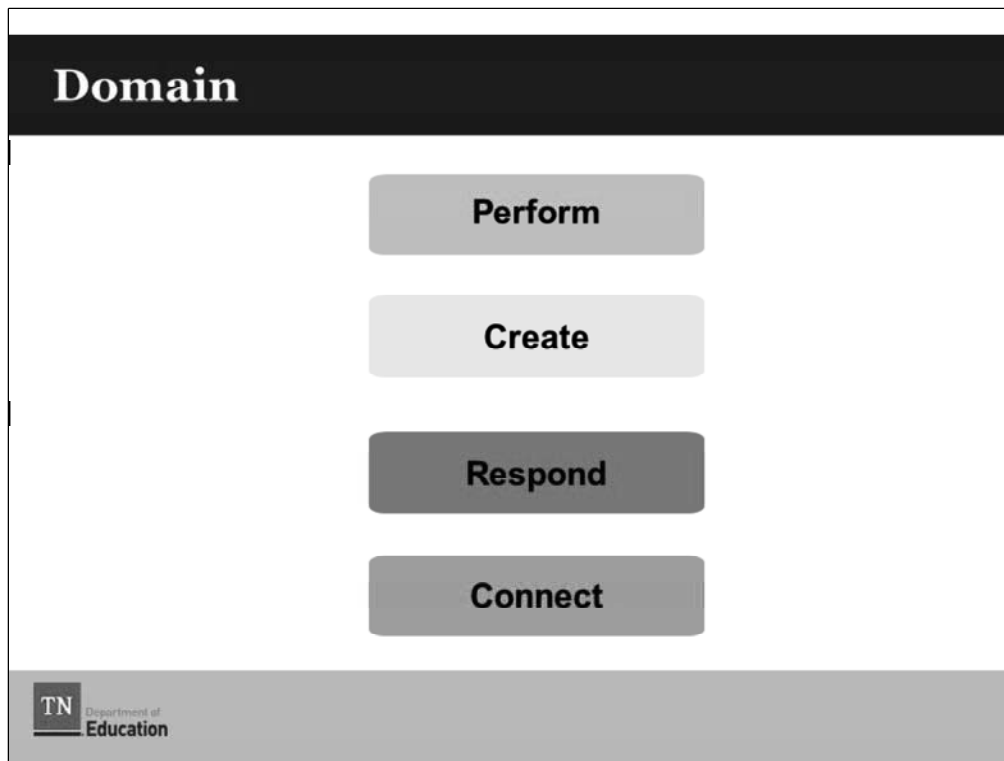 Domain
Perform
Create
Respond
Connect
TN
Department of
Education